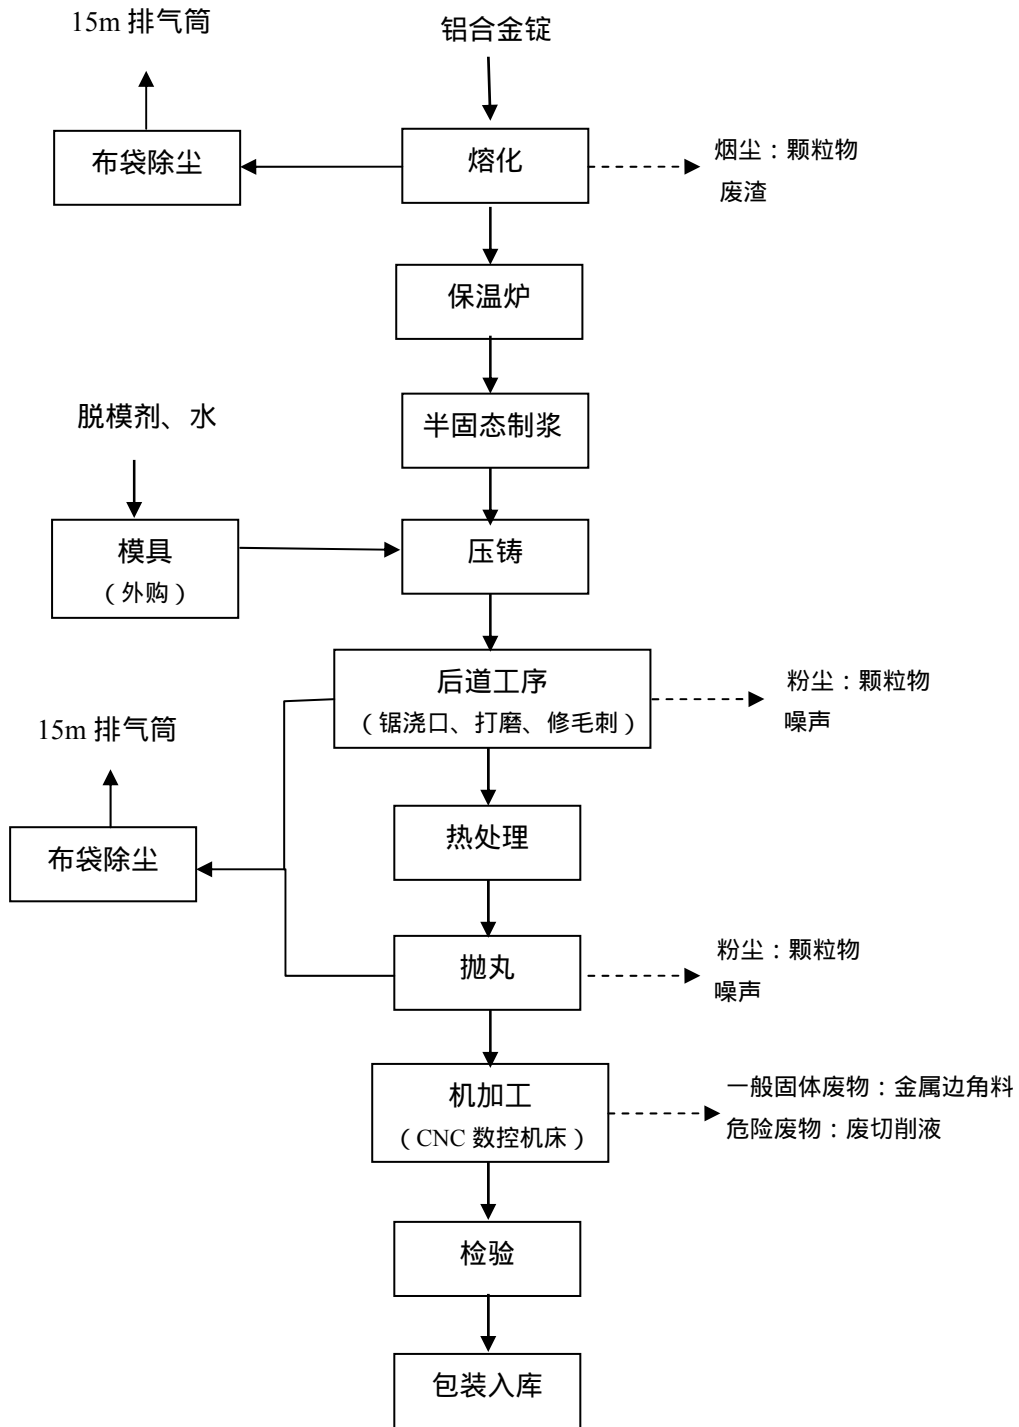 15m 排气筒
铝合金锭
布袋除尘
熔化
烟尘：颗粒物
废渣
保温炉
脱模剂、水
半固态制浆
模具
（外购）
压铸
后道工序
（锯浇口、打磨、修毛刺）
粉尘：颗粒物
噪声
15m 排气筒
热处理
布袋除尘
抛丸
粉尘：颗粒物
噪声
机加工
（CNC 数控机床）
一般固体废物：金属边角料
危险废物：废切削液
检验
包装入库